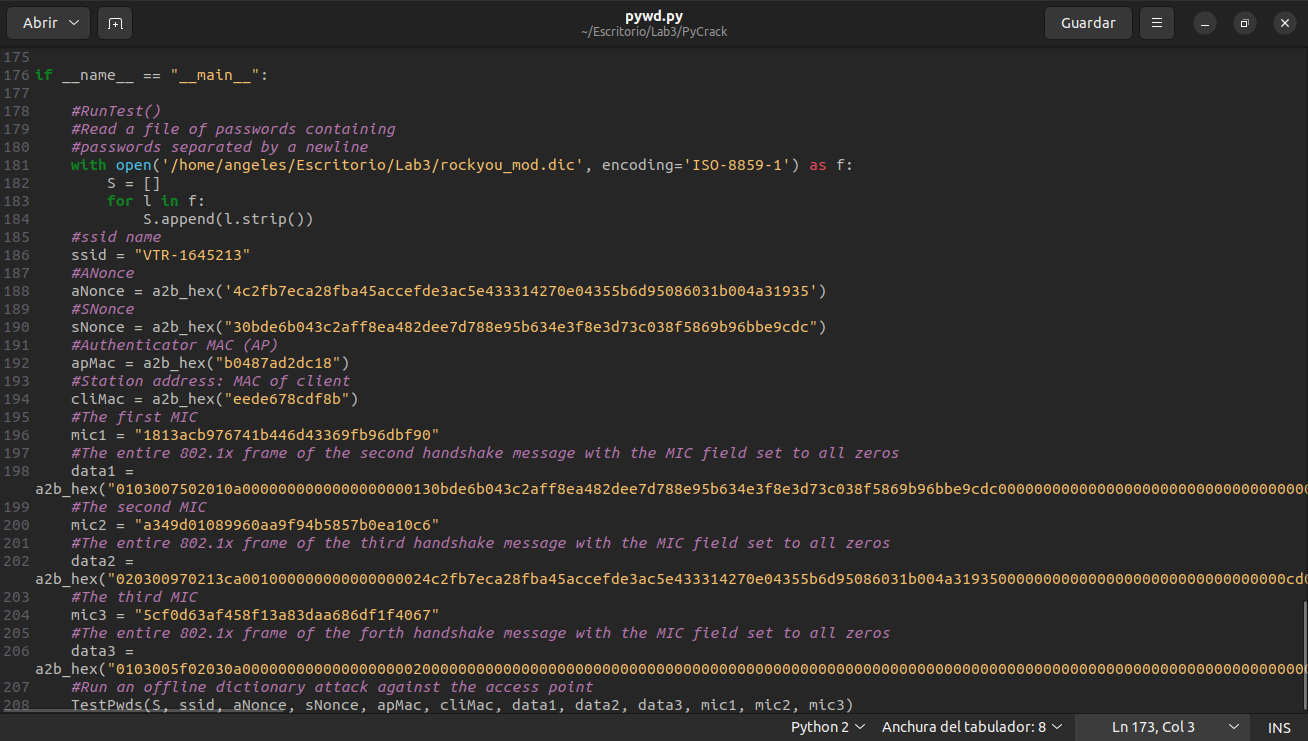 Abrir
pywd.py
~/Escritorio/Lab3/PyCrack
Guardar
175
176 if __name__ == "__main__":
177
178 #RunTest()
179 #Read a file of passwords containing
180 #passwords separated by a newline
181 with open('/home/angeles/Escritorio/Lab3/rockyou_mod.dic', encoding='ISO-8859-1') as f:
182 S = []
183 for l in f:
184 S.append(l.strip())
185 #ssid name
186 ssid = "VTR-1645213"
187 #ANonce
188 aNonce = a2b_hex('4c2fb7eca28fba45accefde3ac5e433314270e04355b6d95086031b004a31935')
189 #SNonce
190 sNonce = a2b_hex("30bde6b043c2aff8ea482dee7d788e95b634e3f8e3d73c038f5869b96bbe9cdc")
191 #Authenticator MAC (AP)
192 apMac = a2b_hex("b0487ad2dc18")
193 #Station address: MAC of client
194 cliMac = a2b_hex("eede678cdf8b")
195 #The first MIC
196 mic1 = "1813acb976741b446d43369fb96dbf90"
197 #The entire 802.1x frame of the second handshake message with the MIC field set to all zeros
198 data1 =
199 #The second MIC
200 mic2 = "a349d01089960aa9f94b5857b0ea10c6"
201 #The entire 802.1x frame of the third handshake message with the MIC field set to all zeros
202 data2 =
203 #The third MIC
204 mic3 = "5cf0d63af458f13a83daa686df1f4067"
205 #The entire 802.1x frame of the forth handshake message with the MIC field set to all zeros
206 data3 =
207 #Run an offline dictionary attack against the access point
208 TestPwds(S, ssid, aNonce, sNonce, apMac, cliMac, data1, data2, data3, mic1, mic2, mic3)
Python 2
Anchura del tabulador: 8
Ln 173, Col 3
INS